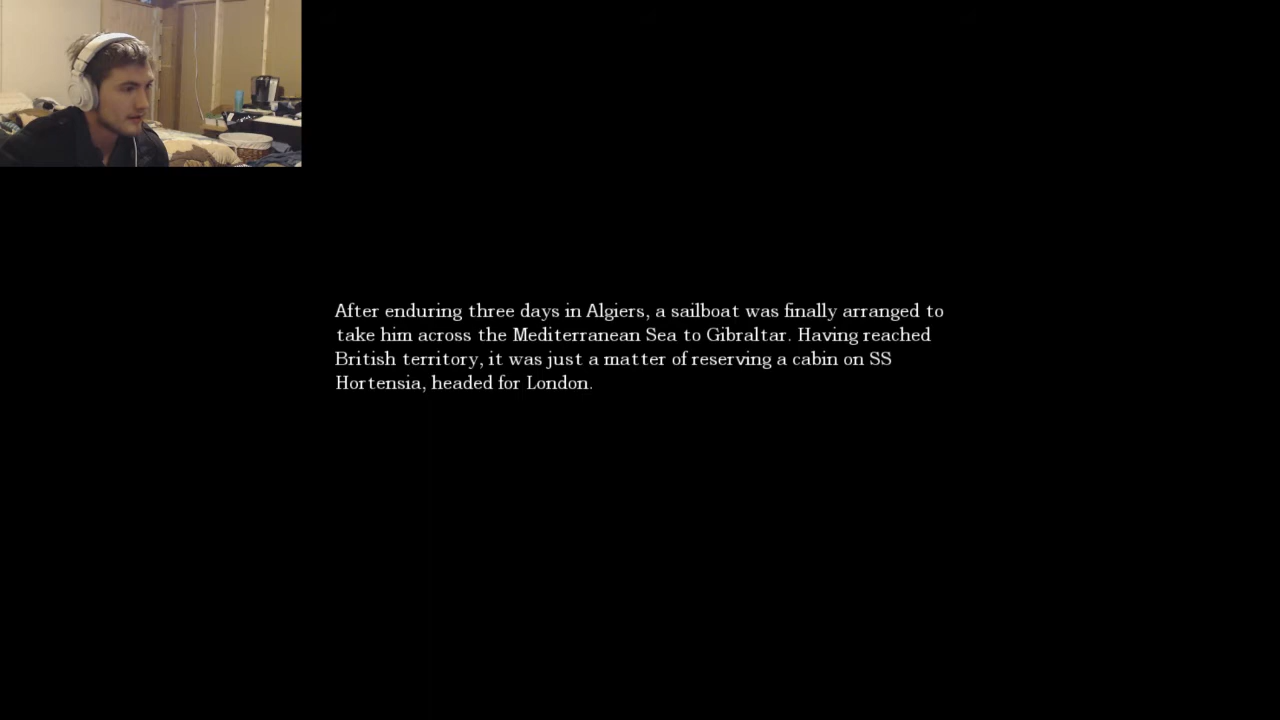 After enduring three days in Algiers, a sailboat was finally arranged to
take him across the Mediterranean Sea to Gibraltar. Having reached
British territory, it was just a matter of reserving a cabin on SS
Hortensia, headed for London.